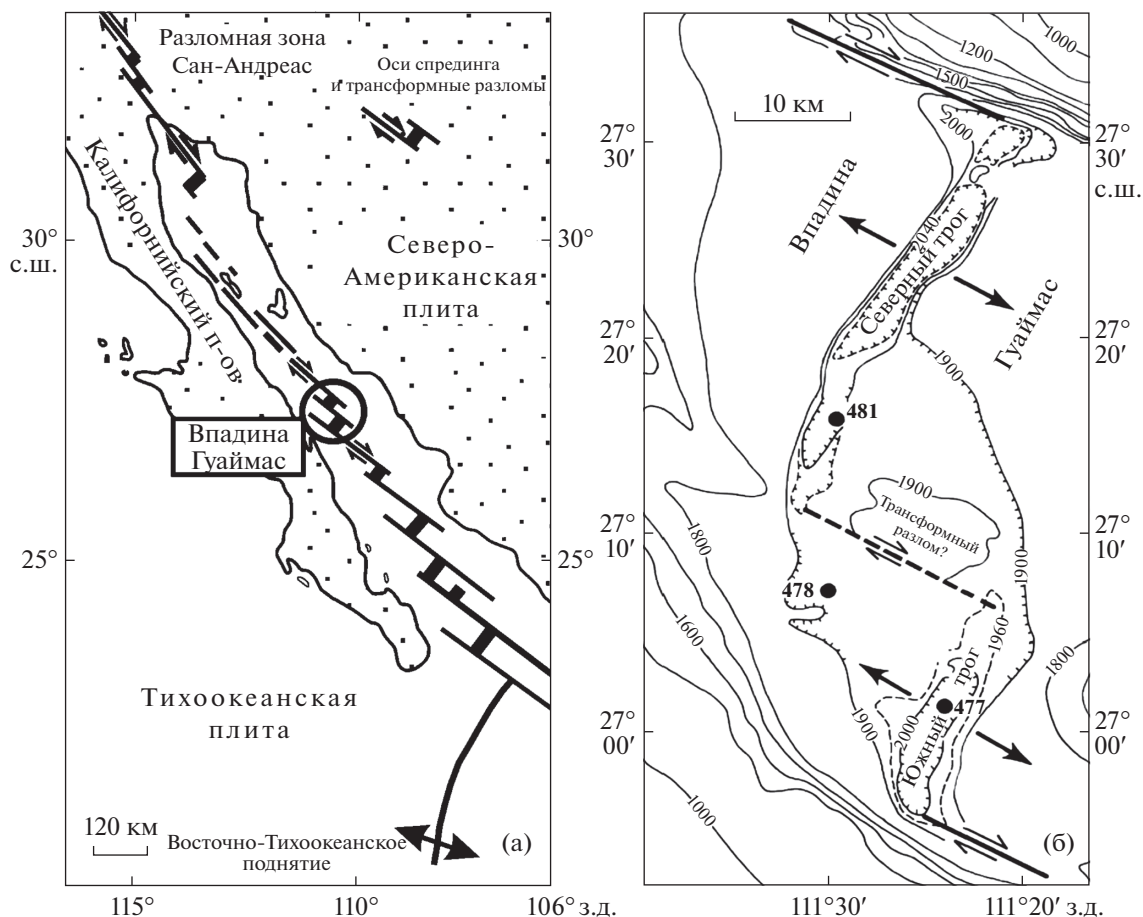 Разломная зона
Сан-Андреас
Оси спрединга
и трансформные разломы
Калифорнийский п-ов
Северо-
Американская
плита
30°
с.ш.
30°
Впадина
Гуаймас
25°
25°
Тихоокеанская
плита
120 км
Восточно-Тихоокеанское
поднятие
(а)
115°
110°
106° з.д.
1000
1200
1500
2000
10 км
27°
30′
27°
30′
с.ш.
Впадина
2040
Северный трог
Гуаймас
27°
20′
27°
20′
1900
481
1900
Трансформный
разлом?
27°
10′
27°
10′
1800
1900
478
1600
1960
1800
трог
477
27°
00′
27°
00′
1900
2000
Южный
1000
(б)
111°30′
111°20′ з.д.